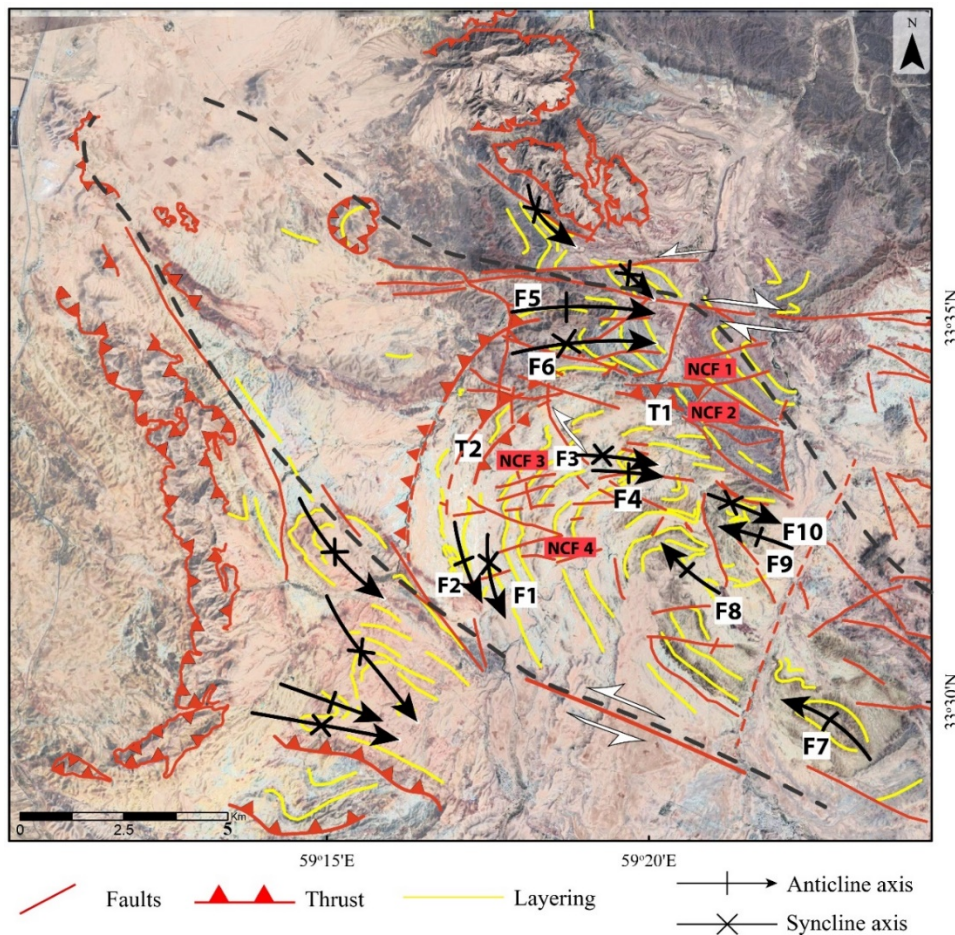 N
F5
33°35'N
F6
NCF 1
NCF 2
T1
T2
NCF 3
F3
F4
F10
NCF 4
F9
F2
F1
F8
33°30'N
F7
Km
0 2.5 5
59°15'E 59°20'E
Faults Thrust Layering Anticline axis
Syncline axis